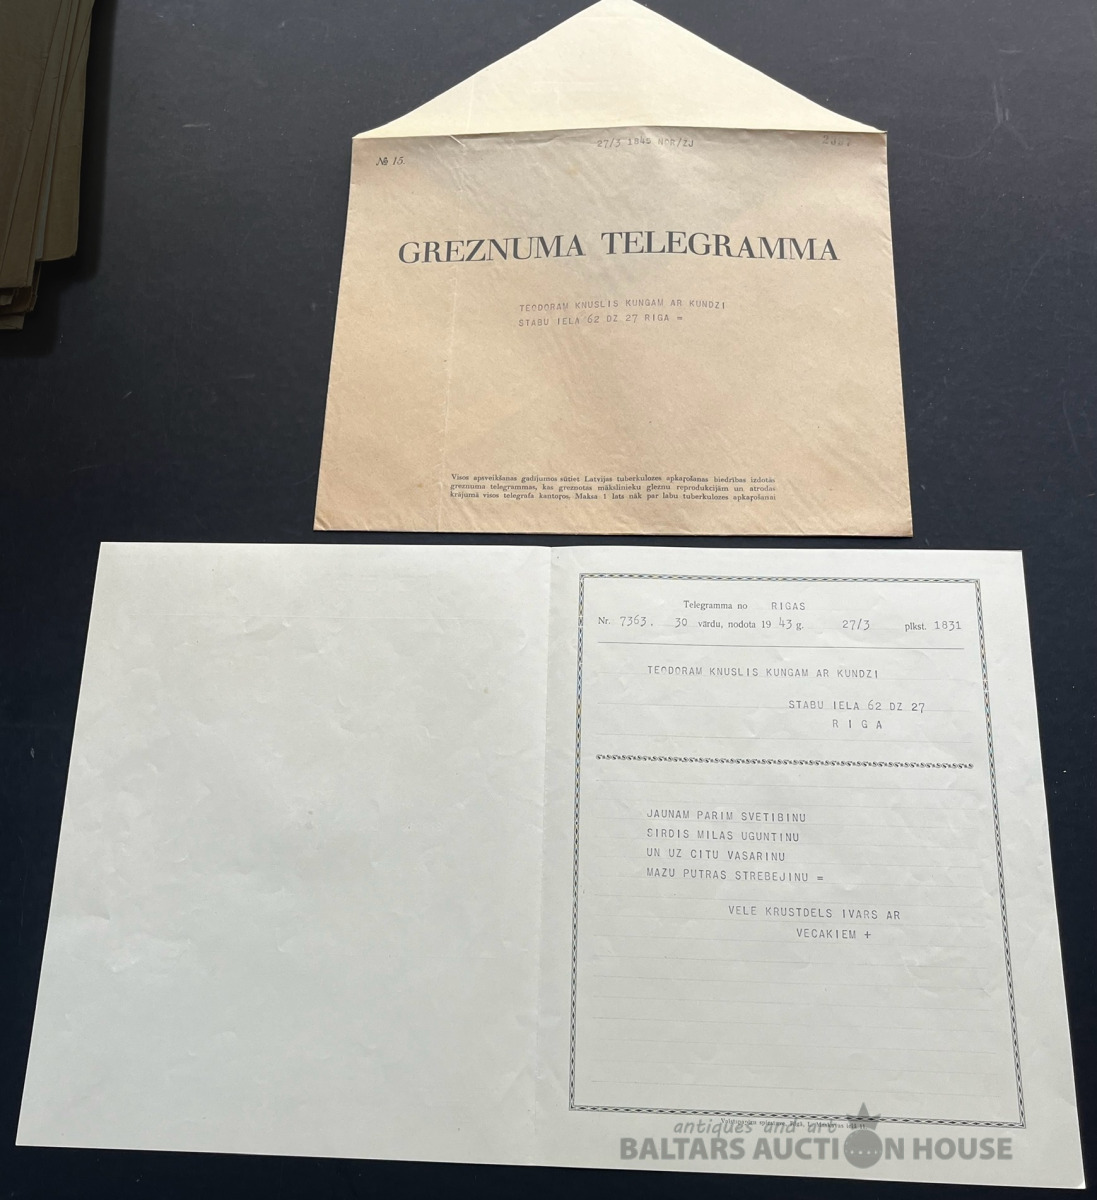 27/3 1845 NOR/ZJ
№ 15.
GREZNUMA TELEGRAMMA
TEODORAM KNUSLIS KUNGAM AR KUNDZI
STABU IELA 62 DZ 27 RIGA =
Visos apsveikšanas gadījumos sūtiet Latvijas tuberkulozes apkaŗošanas biedrības izdotās
greznuma telegrammas, kas greznotas mākslinieku gleznu reprodukcijām un atrodas
krājumā visos telegrafa kantoŗos. Maksa 1 lats nāk par labu tuberkulozes apkaŗošanai
Telegramma no RIGAS
Nr. 7363. 30 vārdu, nodota 19 43 g. 27/3 plkst. 1831
TEODORAM KNUSLIS KUNGAM AR KUNDZI
STABU IELA 62 DZ 27
R I G A
JAUNAM PARIM SVETIBINU
SIRDIS MILAS UGUNTINU
UN UZ CITU VASARINU
MAZU PUTRAS STREBEJINU =
VELE KRUSTDELS IVARS AR
VECAKIEM +
antiques and art
BALTARS AUCTION HOUSE